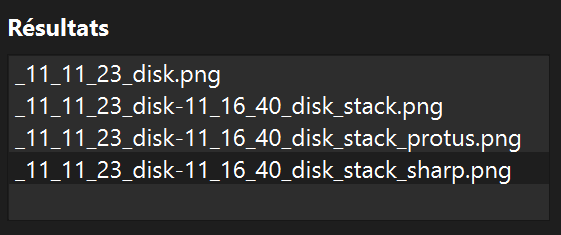 Résultats
_11_11_23_disk.png
_11_11_23_disk-11_16_40_disk_stack.png
_11_11_23_disk-11_16_40_disk_stack_protus.png
_11_11_23_disk-11_16_40_disk_stack_sharp.png